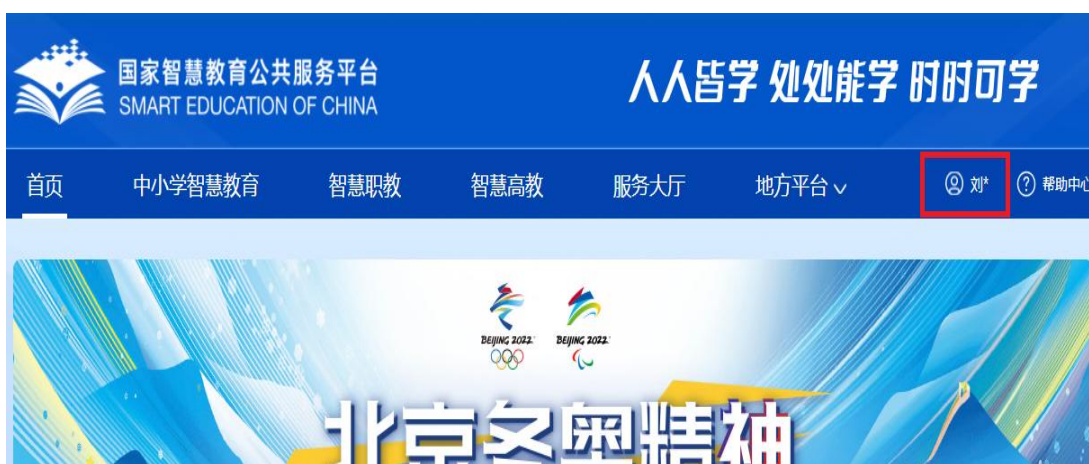 国家智慧教育公共服务平台
SMART EDUCATION OF CHINA
人人皆学 处处能学 时时可学
首页 中小学智慧教育 智慧职教 智慧高教 服务大厅 地方平台 刘* 帮助中心
BEIJING 2022 BEIJING 2022
北京冬奥精神